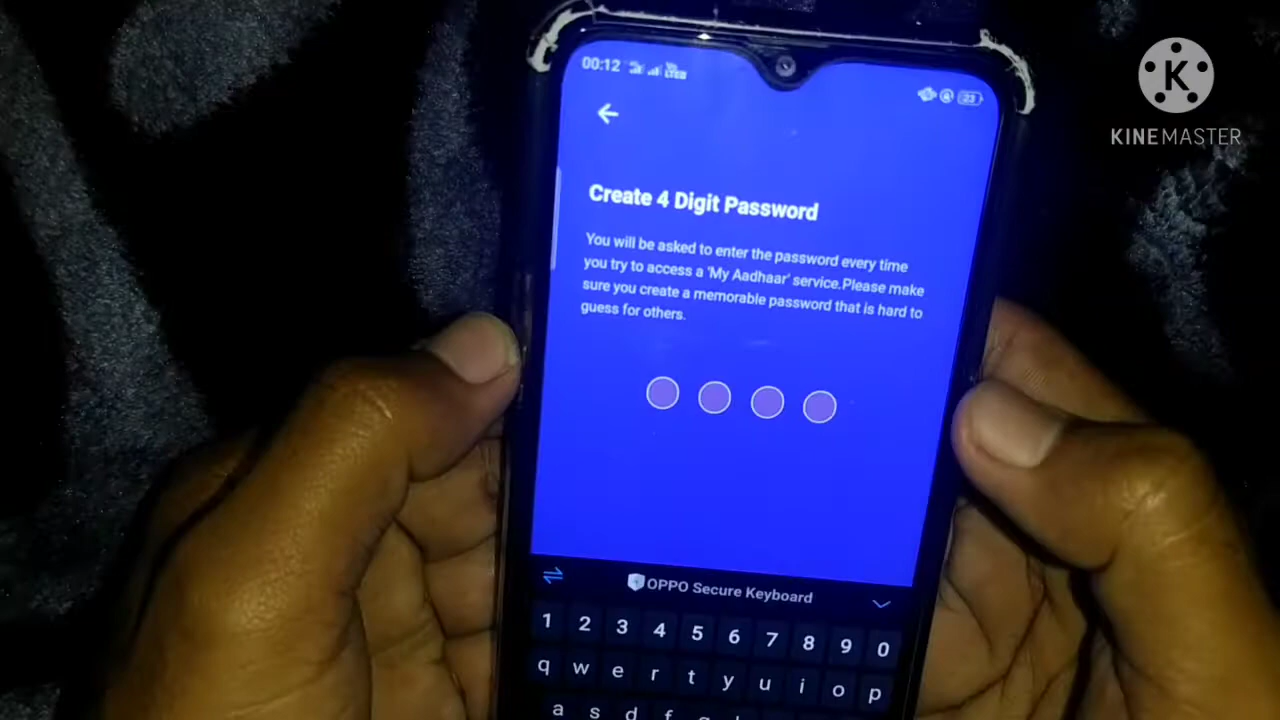 00:12
23
K
KINEMASTER
Create 4 Digit Password
You will be asked to enter the password every time
you try to access a 'My Aadhaar' service.Please make
sure you create a memorable password that is hard to
guess for others.
OPPO Secure Keyboard
1 2 3 4 5 6 7 8 9 0
q w e r t y u i o p
a s d f